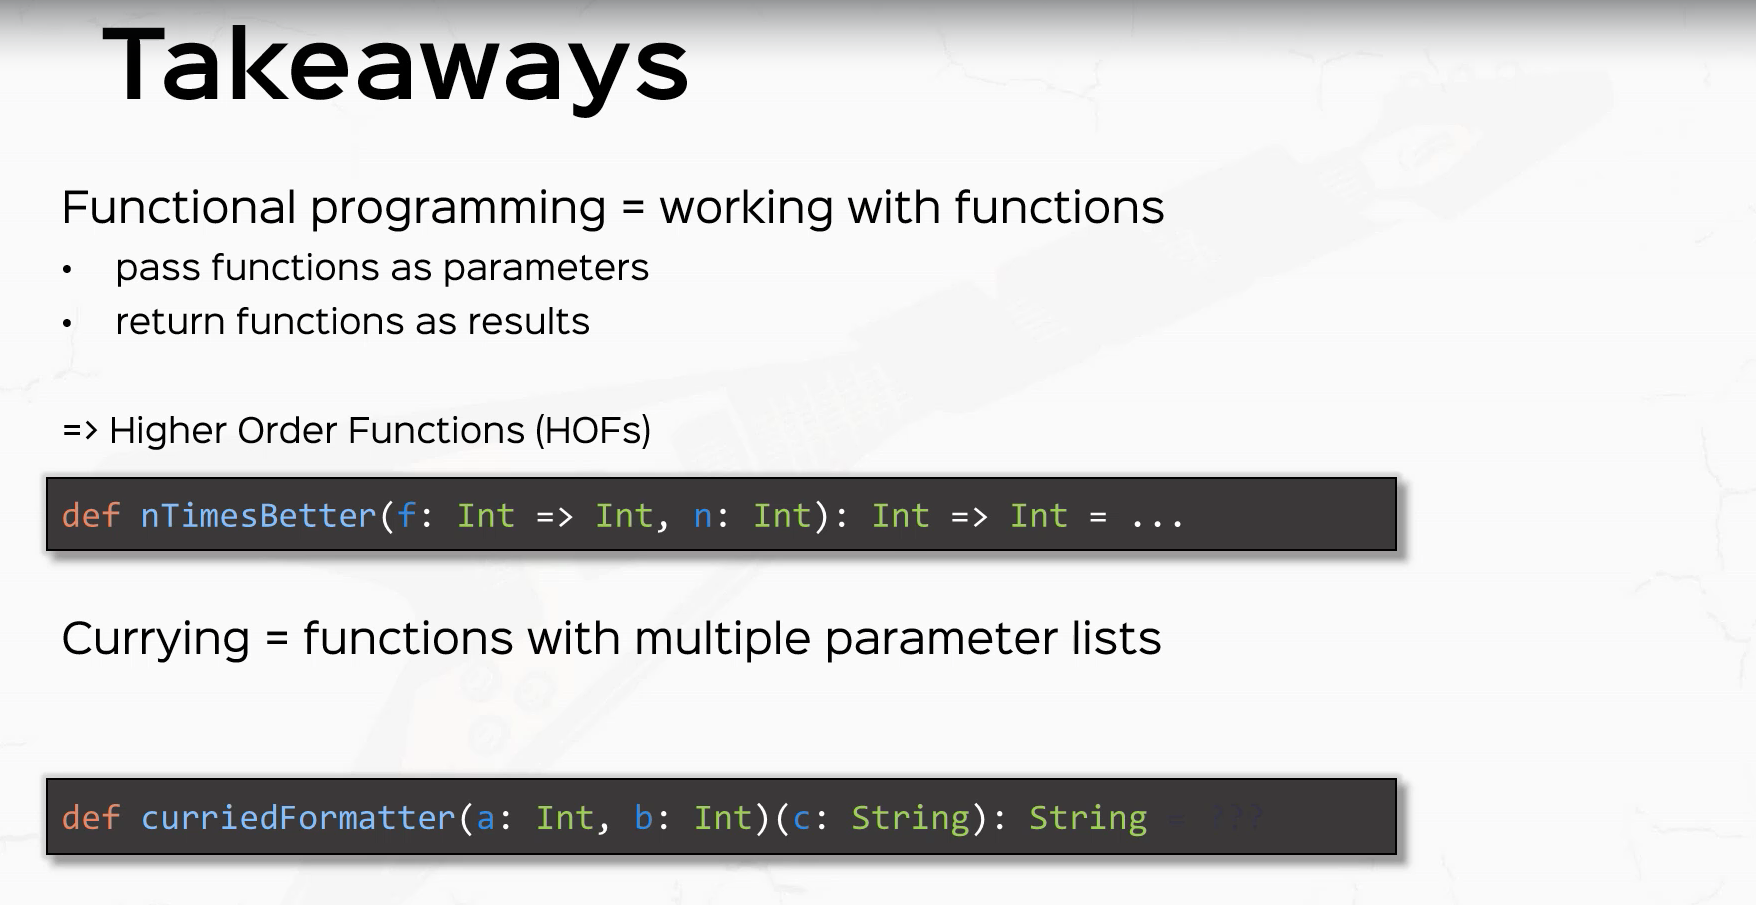 Takeaways
Functional programming = working with functions
• pass functions as parameters
• return functions as results
=> Higher Order Functions (HOFs)
def nTimesBetter(f: Int => Int, n: Int): Int => Int = ...
Currying = functions with multiple parameter lists
def curriedFormatter(a: Int, b: Int)(c: String): String = ???